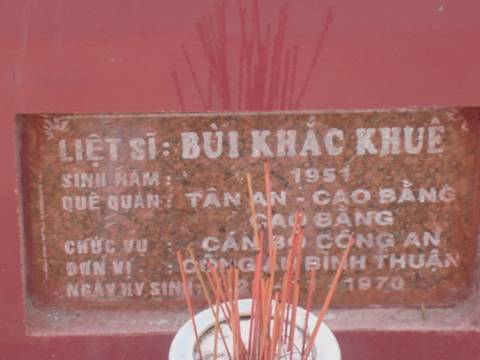 LIỆT SĨ: BÙI KHẮC KHUÊ
SINH NĂM : 1951
QUÊ QUÁN : TÂN AN - CAO BẰNG
CAO BẰNG
CHỨC VỤ : CÁN BỘ CÔNG AN
ĐƠN VỊ : CÔNG AN BÌNH THUẬN
NGÀY HY SINH: 1970